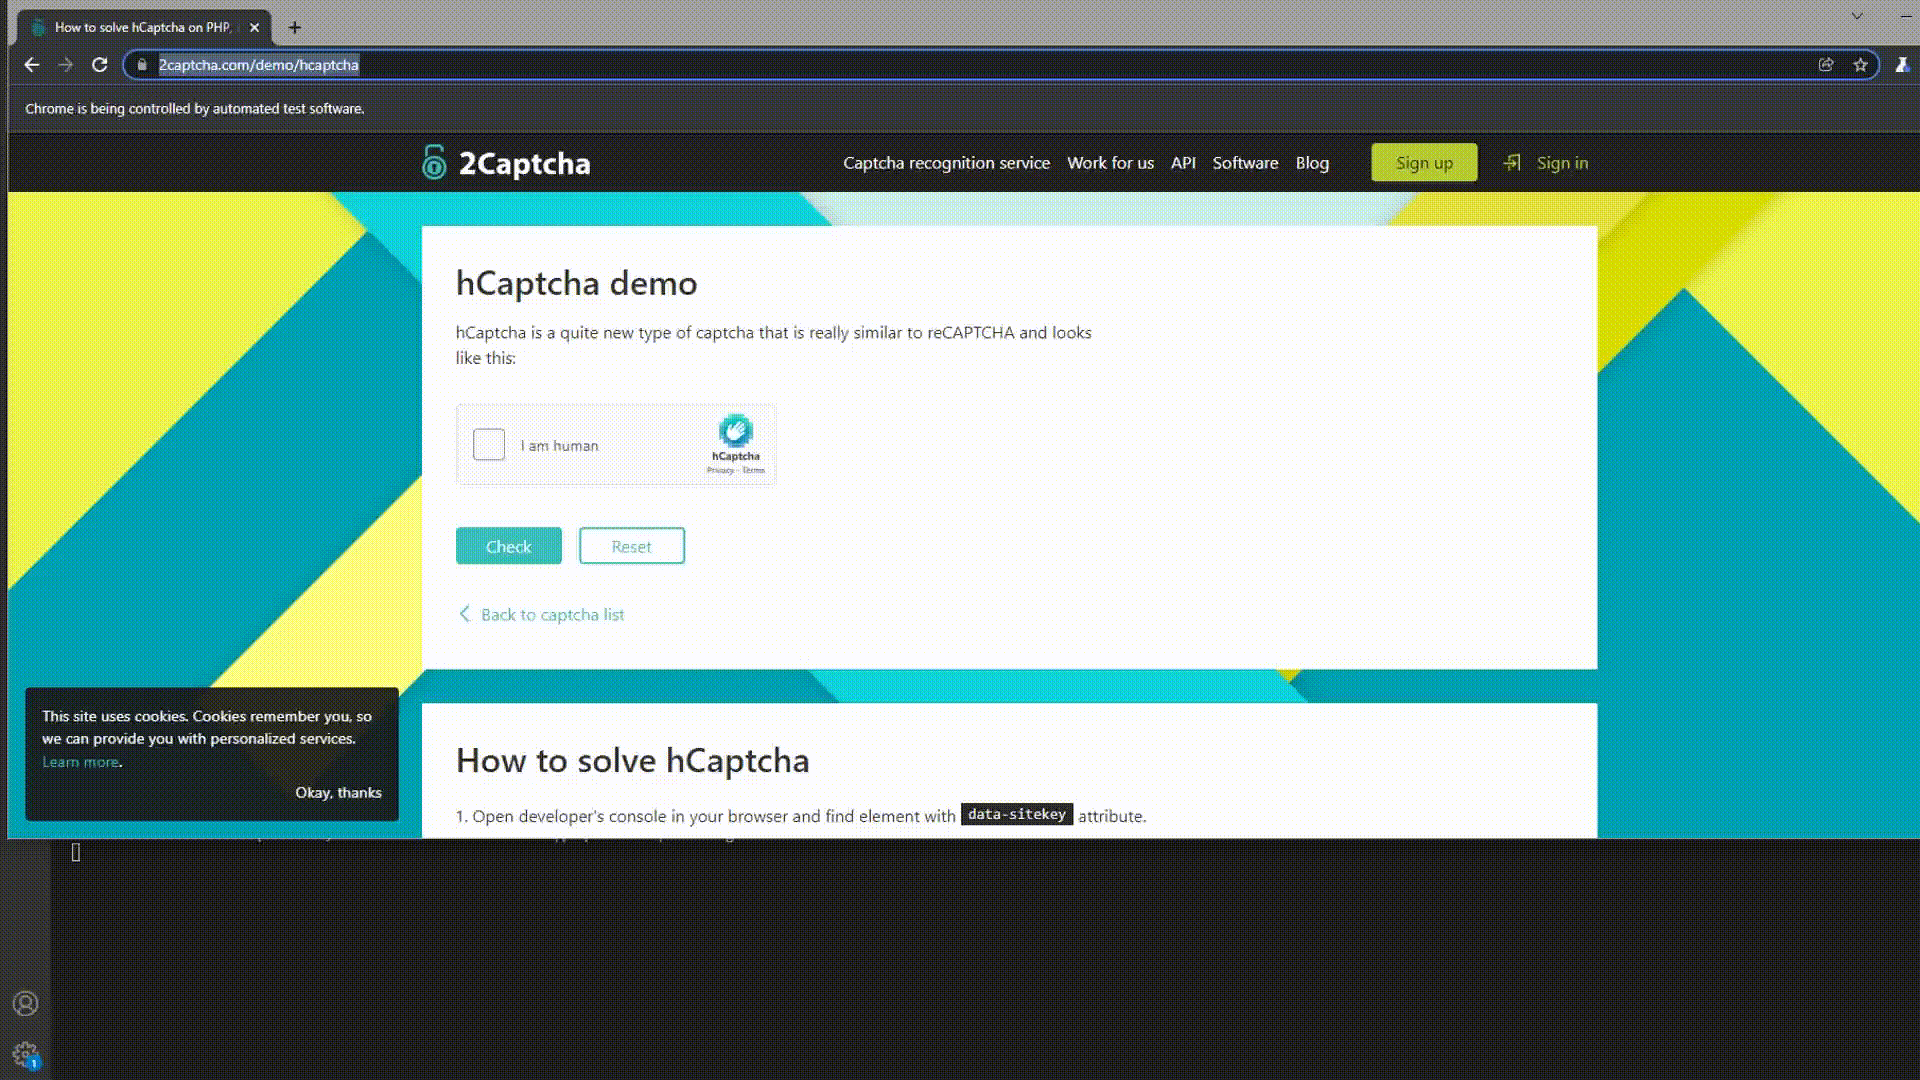 How to solve hCaptcha on PHP,
2captcha.com/demo/hcaptcha
Chrome is being controlled by automated test software.
2Captcha
Captcha recognition service Work for us API Software Blog Sign up Sign in
hCaptcha demo
hCaptcha is a quite new type of captcha that is really similar to reCAPTCHA and looks
like this:
I am human
hCaptcha
Privacy - Terms
Check Reset
Back to captcha list
This site uses cookies. Cookies remember you, so
we can provide you with personalized services.
Learn more.
Okay, thanks
How to solve hCaptcha
1. Open developer's console in your browser and find element with data-sitekey attribute.
1